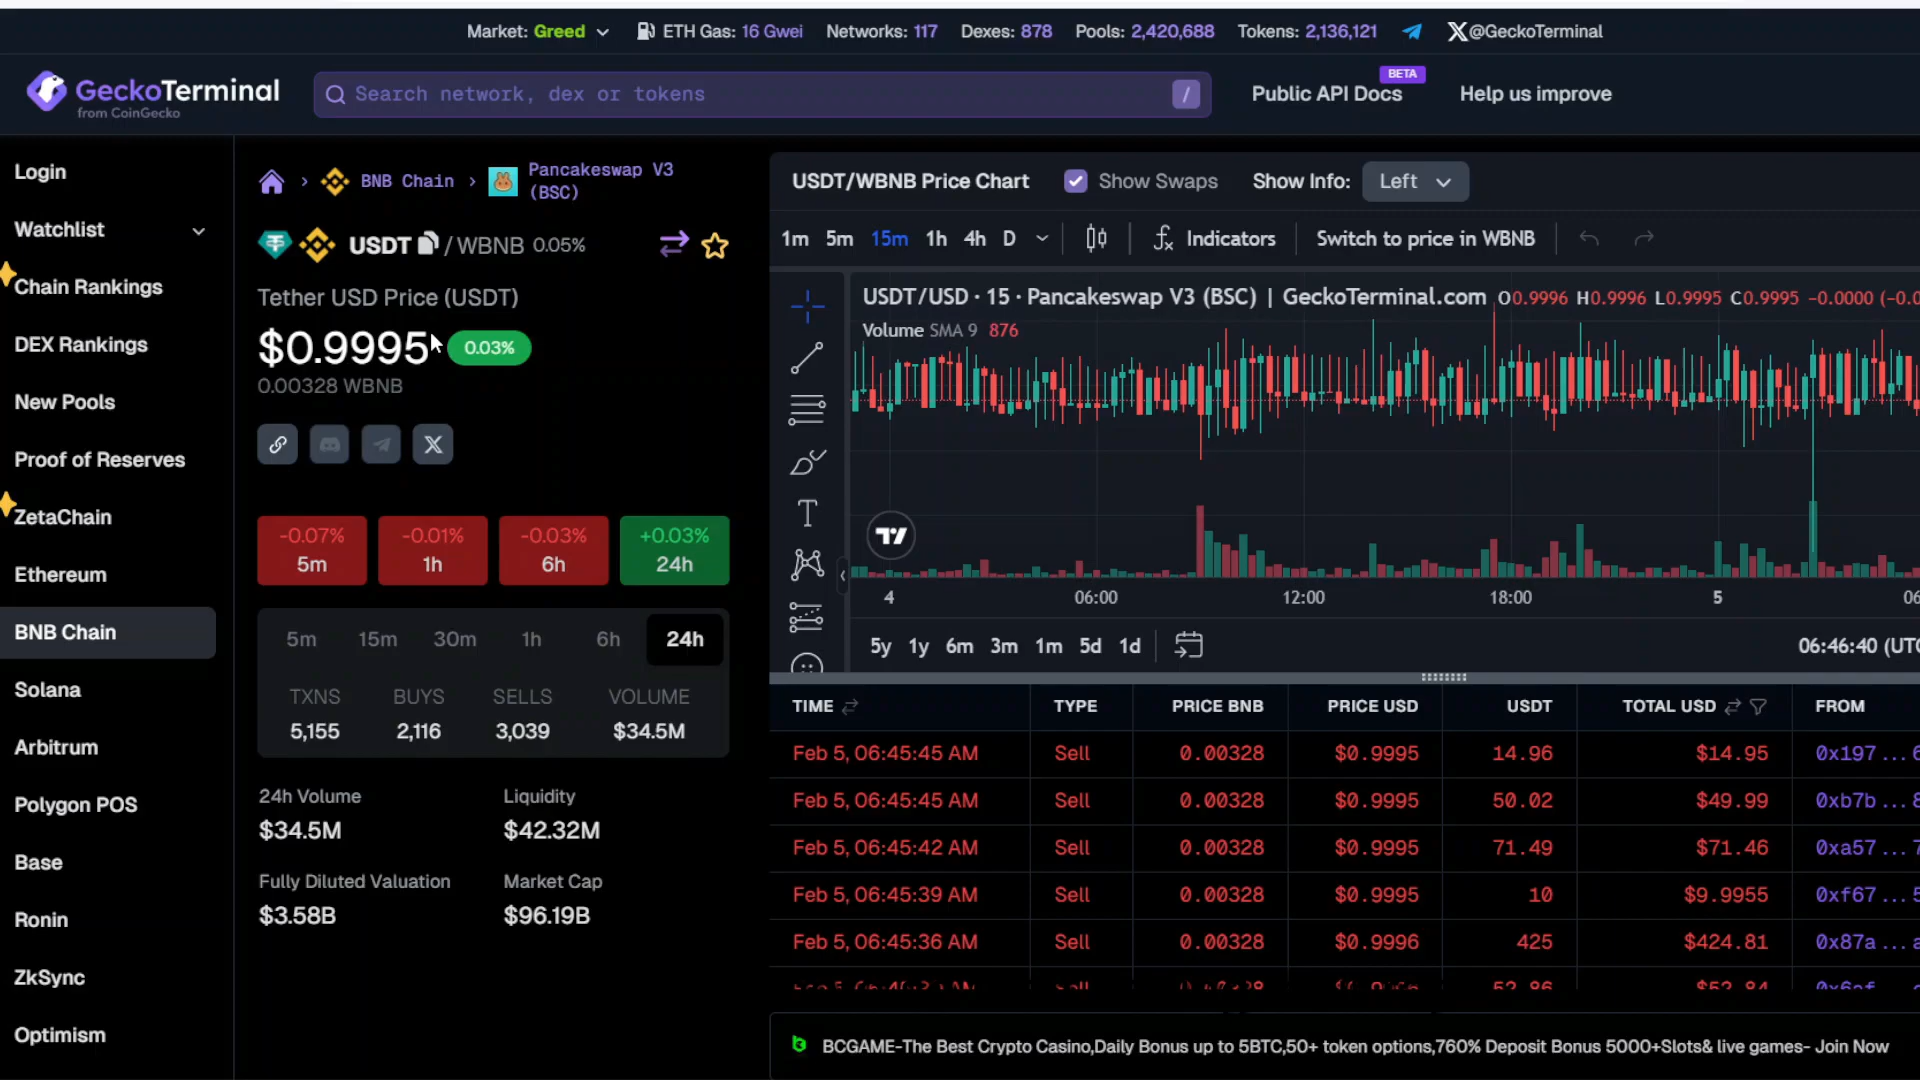 Market: Greed ETH Gas: 16 Gwei Networks: 117 Dexes: 878 Pools: 2,420,688 Tokens: 2,136,121 @GeckoTerminal
GeckoTerminal
from CoinGecko
Search network, dex or tokens /
Public API Docs BETA Help us improve
Login
Watchlist
Chain Rankings
DEX Rankings
New Pools
Proof of Reserves
ZetaChain
Ethereum
BNB Chain
Solana
Arbitrum
Polygon POS
Base
Ronin
ZkSync
Optimism
BNB Chain
Pancakeswap V3
(BSC)
USDT /WBNB 0.05%
Tether USD Price (USDT)
$0.9995 0.03%
0.00328 WBNB
-0.07% -0.01% -0.03% +0.03%
5m 1h 6h 24h
5m 15m 30m 1h 6h 24h
TXNS BUYS SELLS VOLUME
5,155 2,116 3,039 $34.5M
24h Volume Liquidity
$34.5M $42.32M
Fully Diluted Valuation Market Cap
$3.58B $96.19B
USDT/WBNB Price Chart Show Swaps Show Info: Left
1m 5m 15m 1h 4h D Indicators Switch to price in WBNB
USDT/USD · 15 · Pancakeswap V3 (BSC) | GeckoTerminal.com O0.9996 H0.9996 L0.9995 C0.9995 −0.0000 (−0.0
Volume SMA 9 876
4 06:00 12:00 18:00 5
5y 1y 6m 3m 1m 5d 1d 06:46:40 (UTC
TIME TYPE PRICE BNB PRICE USD USDT TOTAL USD FROM
Feb 5, 06:45:45 AM Sell 0.00328 $0.9995 14.96 $14.95 0x197...6
Feb 5, 06:45:45 AM Sell 0.00328 $0.9995 50.02 $49.99 0xb7b...8
Feb 5, 06:45:42 AM Sell 0.00328 $0.9995 71.49 $71.46 0xa57...7
Feb 5, 06:45:39 AM Sell 0.00328 $0.9995 10 $9.9955 0xf67...5
Feb 5, 06:45:36 AM Sell 0.00328 $0.9996 425 $424.81 0x87a...a
BCGAME-The Best Crypto Casino,Daily Bonus up to 5BTC,50+ token options,760% Deposit Bonus 5000+Slots& live games- Join Now